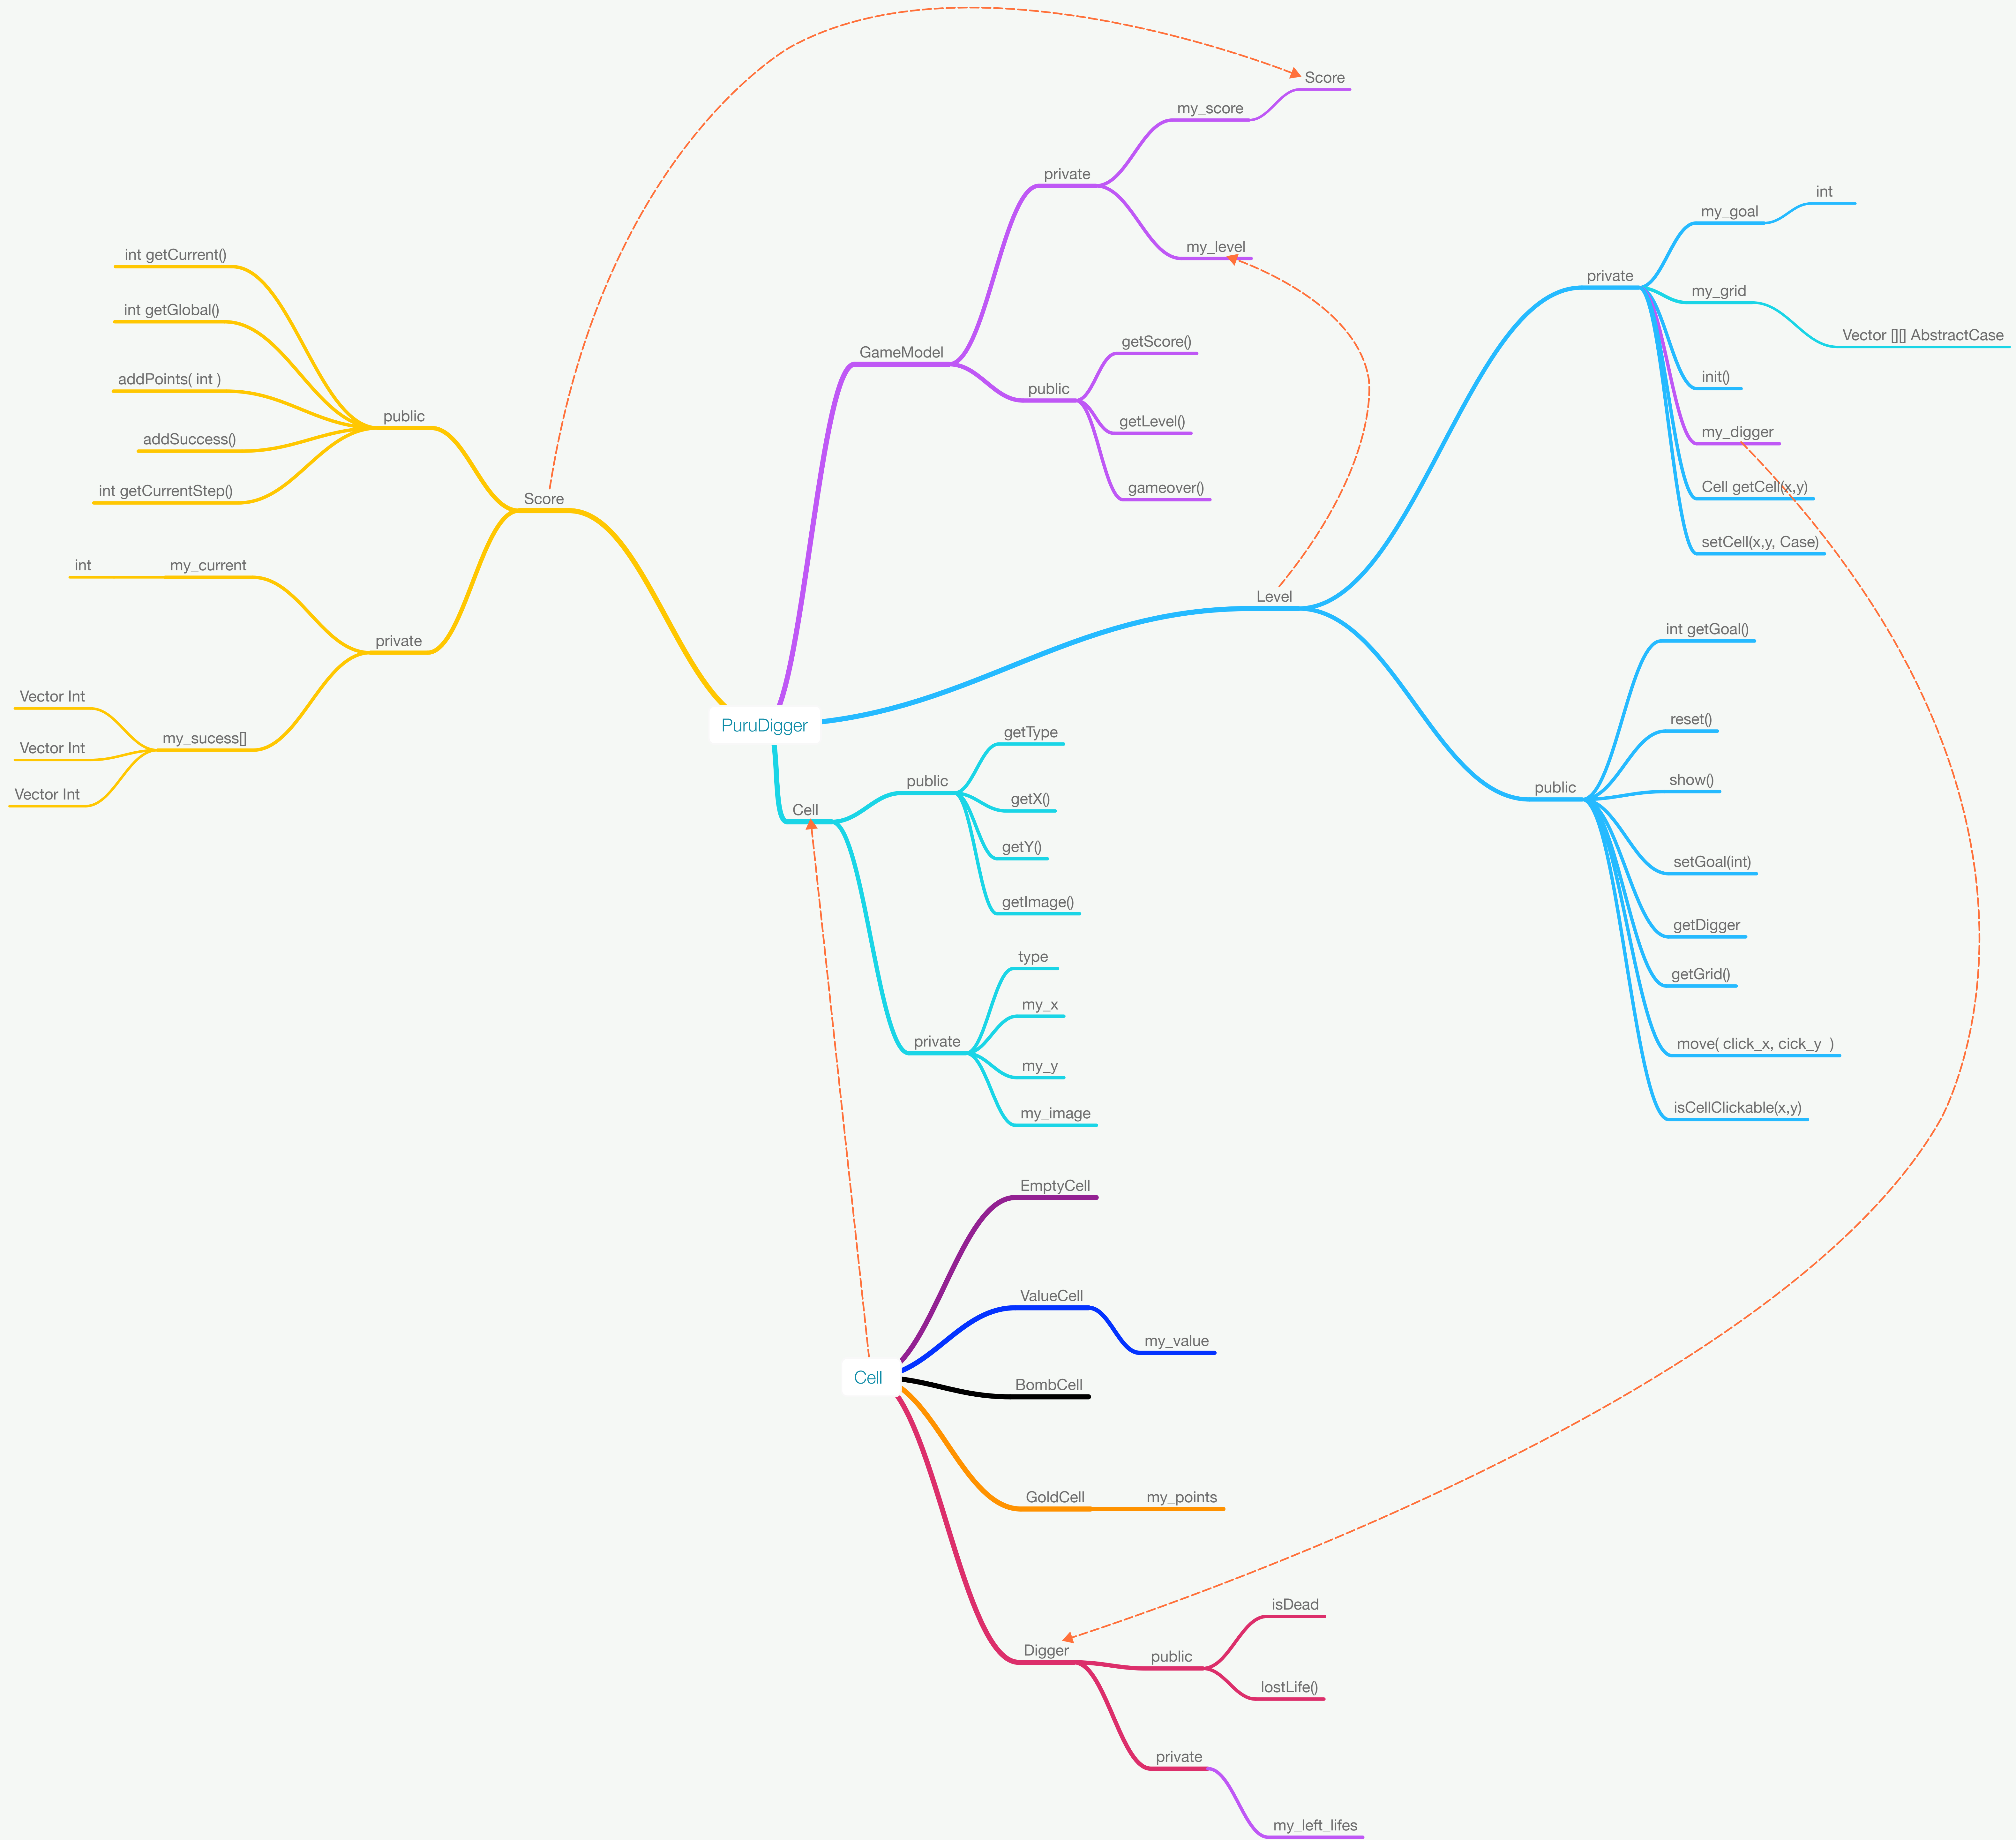 PuruDigger
Score
public
int getCurrent()
int getGlobal()
addPoints( int )
addSuccess()
int getCurrentStep()
private
my_current
int
my_sucess[]
Vector Int
Vector Int
Vector Int
GameModel
private
my_score
Score
my_level
public
getScore()
getLevel()
gameover()
Level
private
my_goal
int
my_grid
Vector [][] AbstractCase
init()
my_digger
Cell getCell(x,y)
setCell(x,y, Case)
public
int getGoal()
reset()
show()
setGoal(int)
getDigger
getGrid()
move( click_x, cick_y  )
isCellClickable(x,y)
Cell
public
getType
getX()
getY()
getImage()
private
type
my_x
my_y
my_image
Cell
EmptyCell
ValueCell
my_value
BombCell
GoldCell
my_points
Digger
public
isDead
lostLife()
private
my_left_lifes